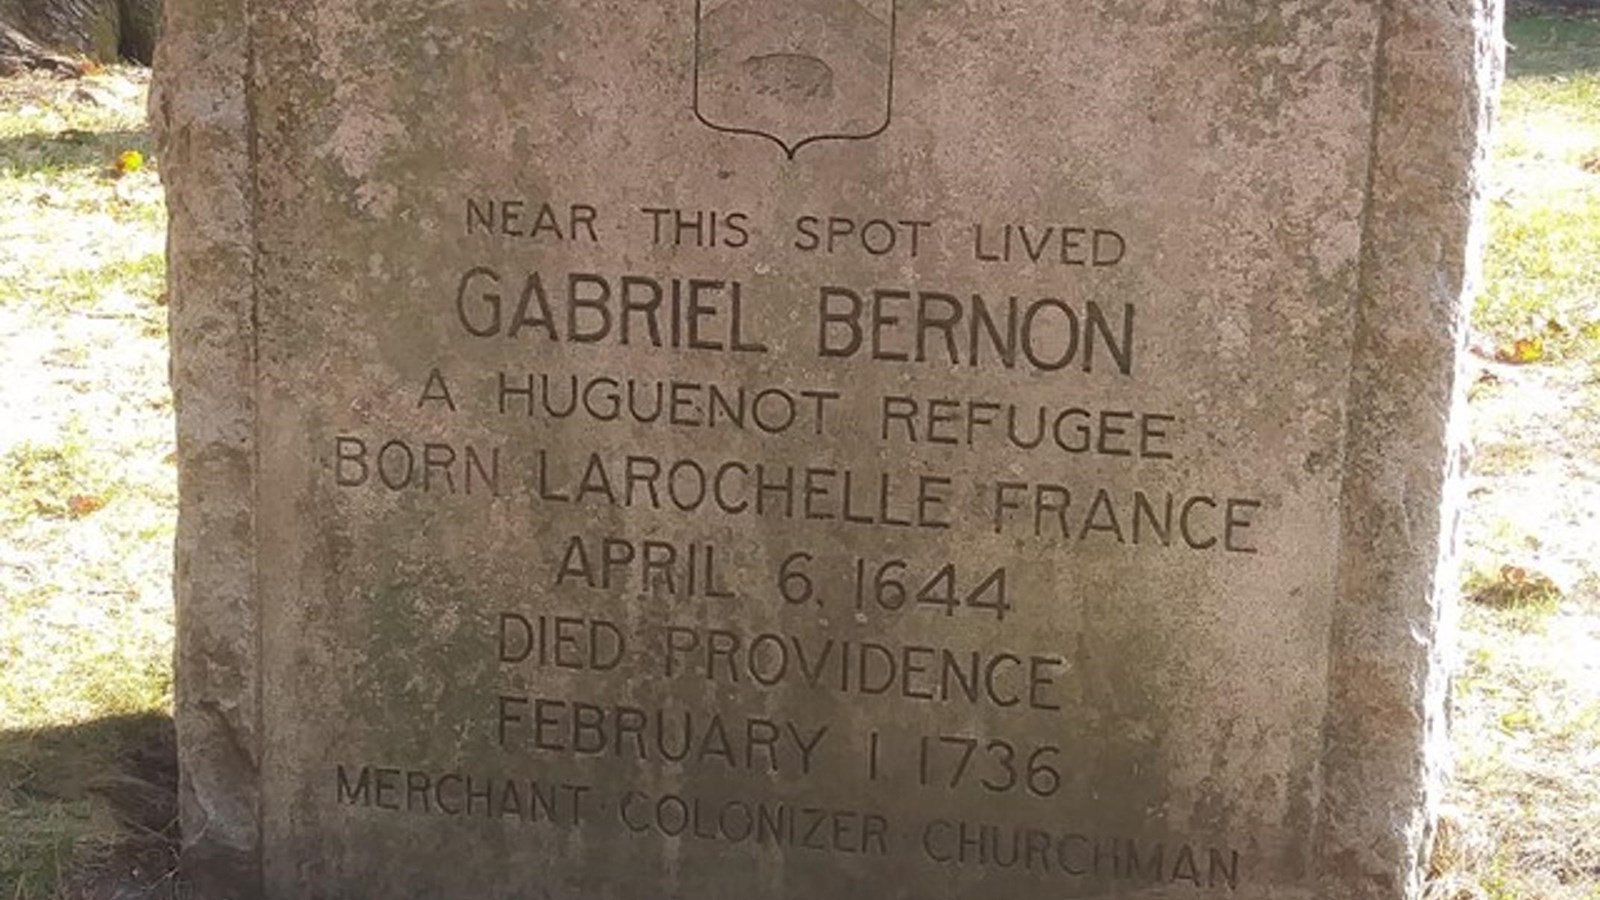 NEAR THIS SPOT LIVED
GABRIEL BERNON
A HUGUENOT REFUGEE
BORN LAROCHELLE FRANCE
APRIL 6, 1644
DIED PROVIDENCE
FEBRUARY 1 1736
MERCHANT · COLONIZER · CHURCHMAN